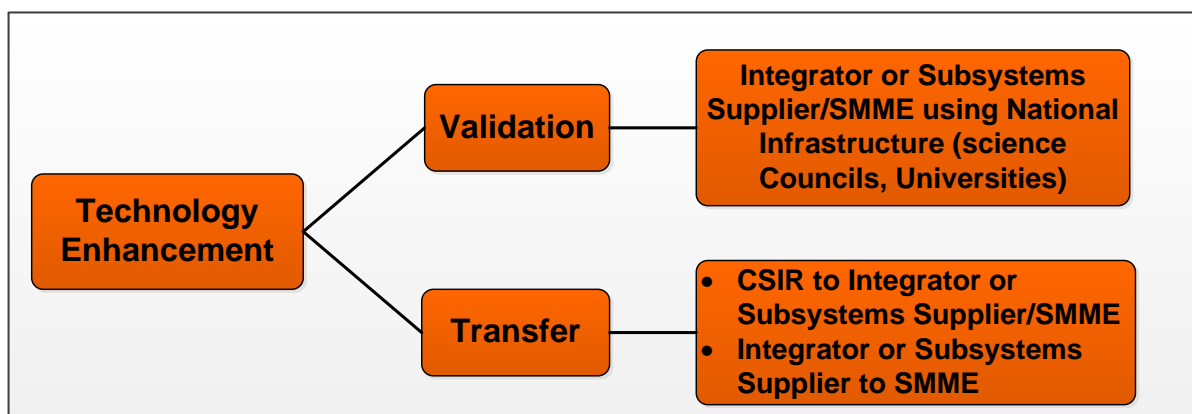 Technology
Enhancement
Validation
Integrator or Subsystems
Supplier/SMME using National
Infrastructure (science
Councils, Universities)
Transfer
• CSIR to Integrator or
Subsystems Supplier/SMME
• Integrator or Subsystems
Supplier to SMME